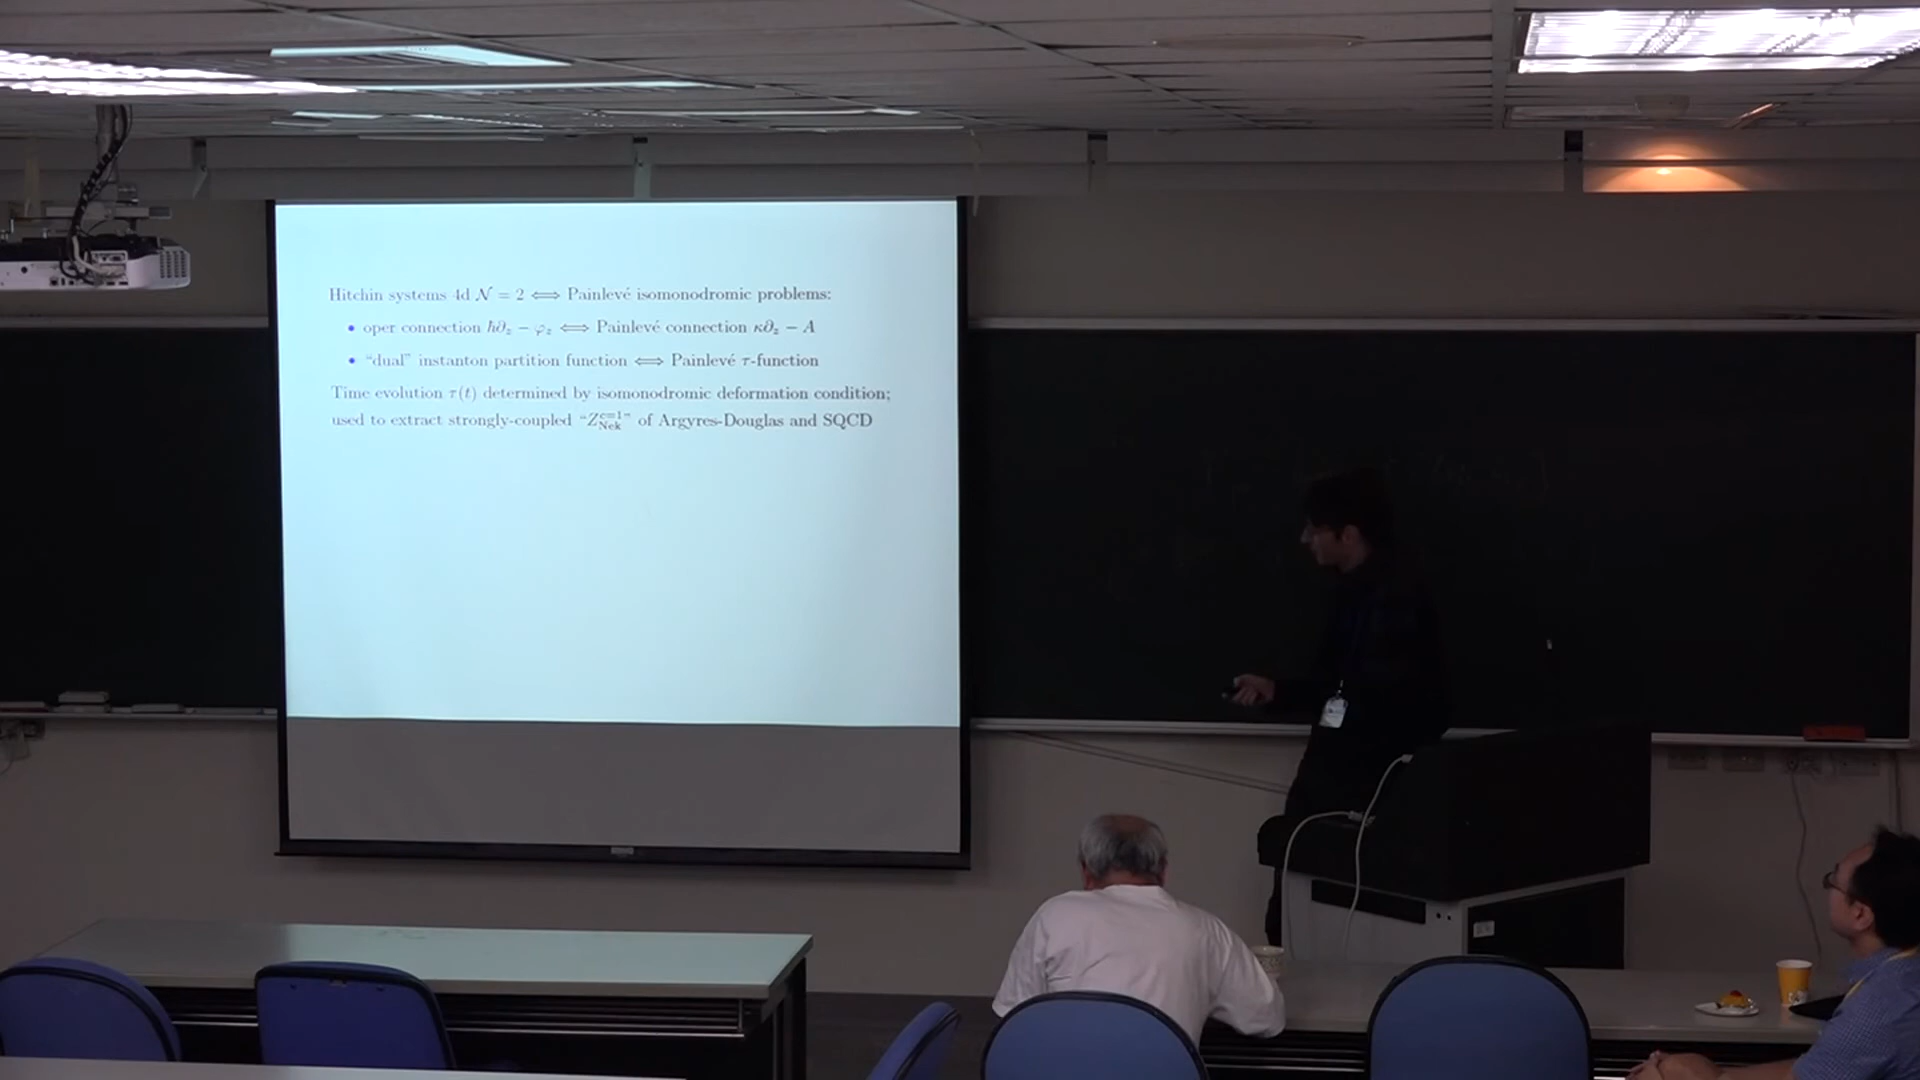 Hitchin systems 4d 𝒩 = 2 ⟺ Painlevé isomonodromic problems:
• oper connection ℏ∂_z − φ_z ⟺ Painlevé connection κ∂_z − A
• “dual” instanton partition function ⟺ Painlevé τ-function
Time evolution τ(t) determined by isomonodromic deformation condition;
used to extract strongly-coupled “Z_Nek^{c=1}” of Argyres-Douglas and SQCD